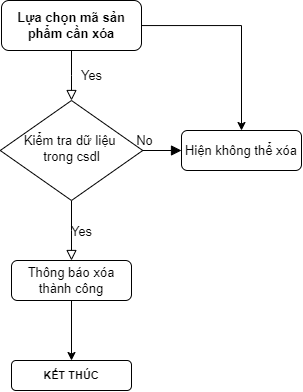 Lựa chọn mã sản
phẩm cần xóa
Yes
Kiểm tra dữ liệu
trong csdl
No
Hiện không thể xóa
Yes
Thông báo xóa
thành công
KẾT THÚC